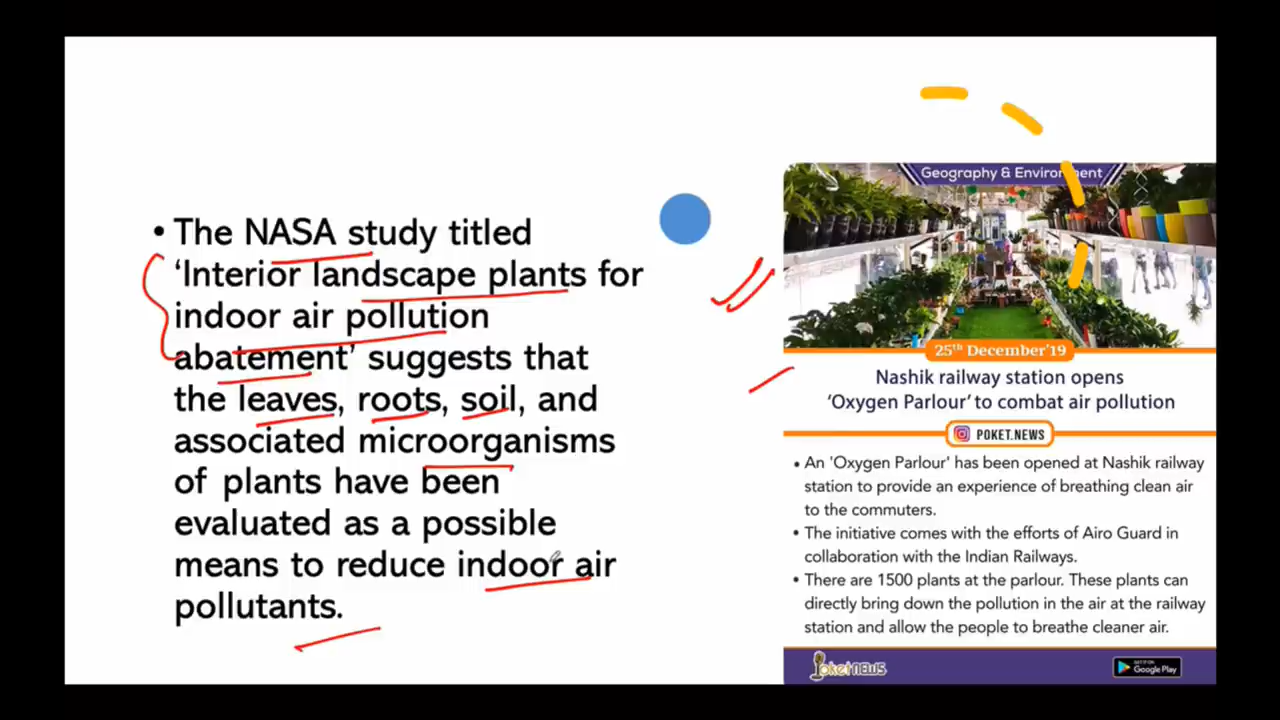 • The NASA study titled
‘Interior landscape plants for
indoor air pollution
abatement’ suggests that
the leaves, roots, soil, and
associated microorganisms
of plants have been
evaluated as a possible
means to reduce indoor air
pollutants.
Geography & Environment
25th December'19
Nashik railway station opens
‘Oxygen Parlour’ to combat air pollution
POKET.NEWS
• An 'Oxygen Parlour' has been opened at Nashik railway
station to provide an experience of breathing clean air
to the commuters.
• The initiative comes with the efforts of Airo Guard in
collaboration with the Indian Railways.
• There are 1500 plants at the parlour. These plants can
directly bring down the pollution in the air at the railway
station and allow the people to breathe cleaner air.
Poket NEWS
GET IT ON
Google Play